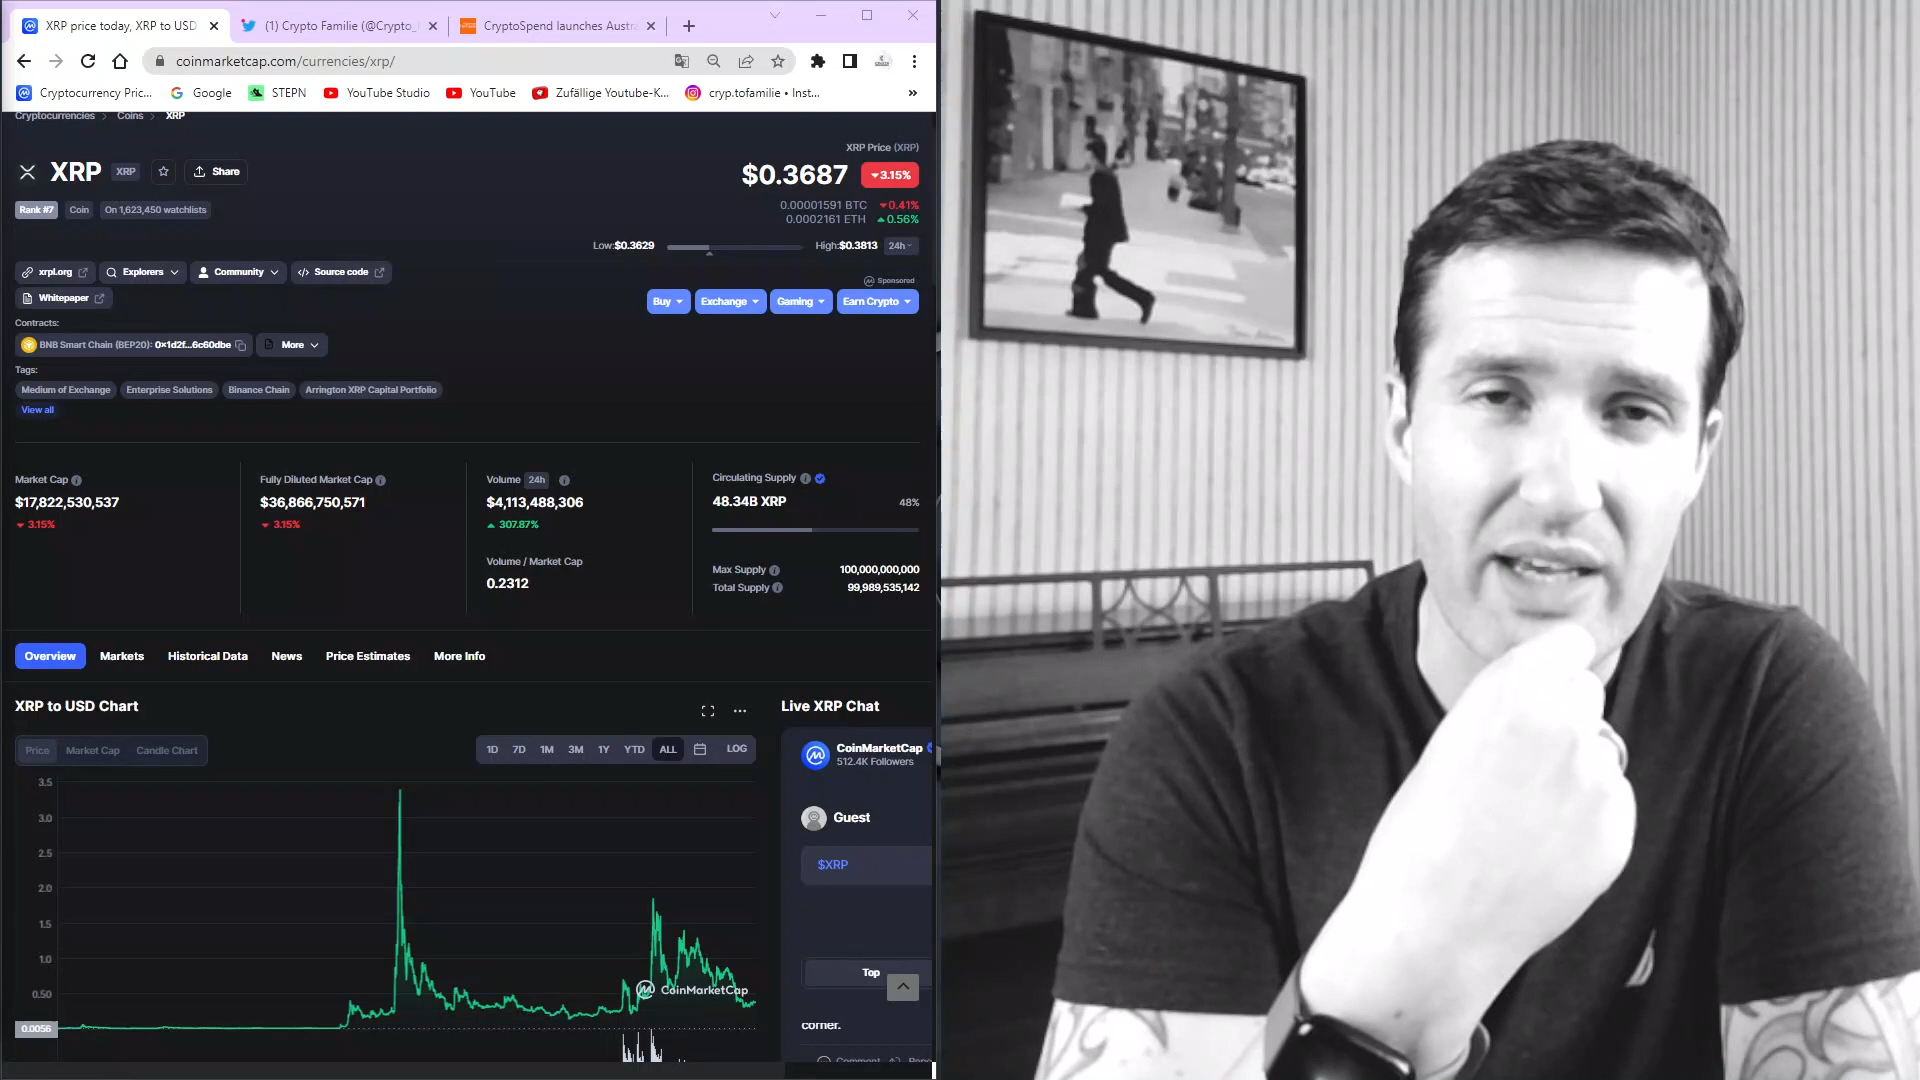 XRP price today, XRP to USD
(1) Crypto Familie (@Crypto_
CryptoSpend launches Austra
coinmarketcap.com/currencies/xrp/
Cryptocurrency Pric...
Google
STEPN
YouTube Studio
YouTube
Zufällige Youtube-K...
cryp.tofamilie • Inst...
»
Cryptocurrencies > Coins > XRP
XRP XRP Share
XRP Price (XRP)
$0.3687 3.15%
Rank #7 Coin On 1,623,450 watchlists
0.00001591 BTC 0.41%
0.0002161 ETH 0.56%
Low:$0.3629 High:$0.3813 24h
xrpl.org Explorers Community Source code
Whitepaper
Sponsored
Buy Exchange Gaming Earn Crypto
Contracts:
BNB Smart Chain (BEP20): 0x1d2f...6c60dbe More
Tags:
Medium of Exchange Enterprise Solutions Binance Chain Arrington XRP Capital Portfolio
View all
Market Cap
$17,822,530,537
3.15%
Fully Diluted Market Cap
$36,866,750,571
3.15%
Volume 24h
$4,113,488,306
307.87%
Volume / Market Cap
0.2312
Circulating Supply
48.34B XRP 48%
Max Supply 100,000,000,000
Total Supply 99,989,535,142
Overview Markets Historical Data News Price Estimates More Info
XRP to USD Chart
Price Market Cap Candle Chart
1D 7D 1M 3M 1Y YTD ALL LOG
3.5
3.0
2.5
2.0
1.5
1.0
0.50
0.0056
CoinMarketCap
Live XRP Chat
CoinMarketCap
512.4K Followers
Guest
$XRP
Top
corner.
Comment